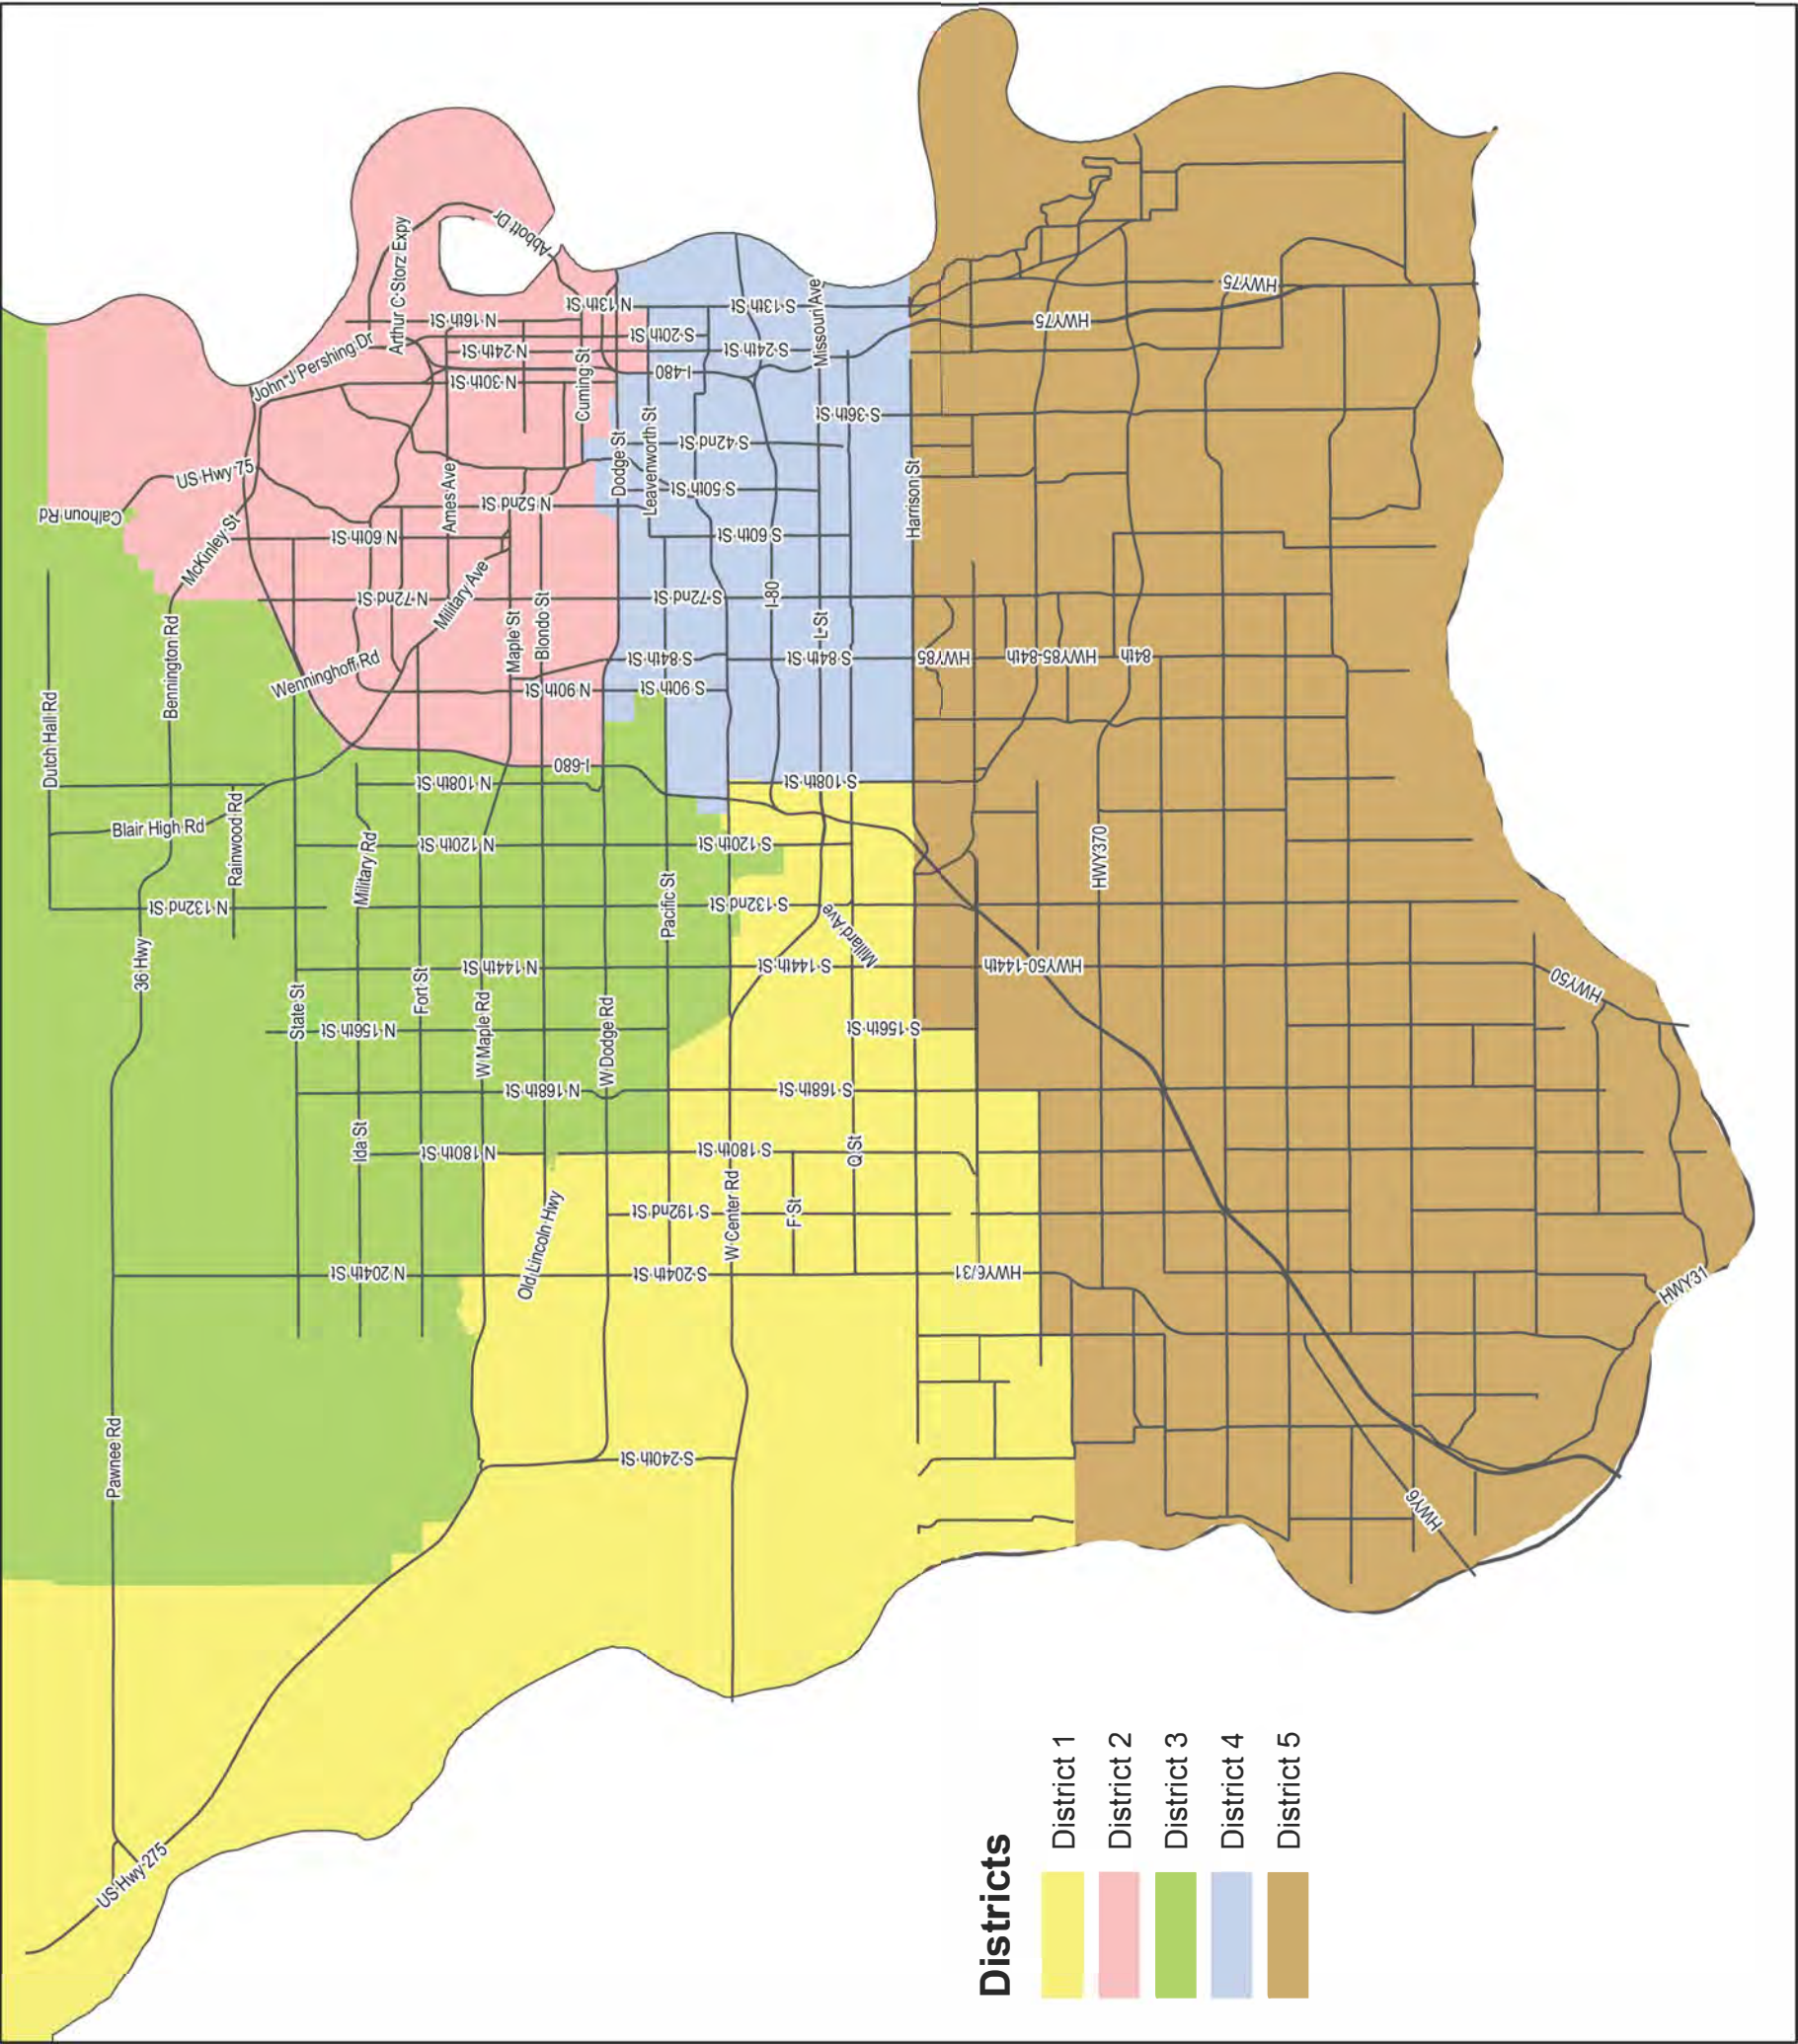 Calhoun Rd
US Hwy 75
McKinley St
John J Pershing Dr
Arthur C Storz Expy
Abbott Dr
N 16th St
N 24th St
N 30th St
N 13th St
Cuming St
S 20th St
S 13th St
S 24th St
I-480
Missouri Ave
HWY75
HWY75
S 36th St
Dodge St
Leavenworth St
S 42nd St
S 50th St
Ames Ave
N 52nd St
N 60th St
S 60th St
Harrison St
Military Ave
N 72nd St
S 72nd St
I-80
L St
Maple St
Blondo St
Wenninghoff Rd
Bennington Rd
Dutch Hall Rd
S 84th St
S 84th St
HWY85
HWY85-84th
84th
N 90th St
S 90th St
I-680
N 108th St
S 108th St
Blair High Rd
Rainwood Rd
Military Rd
N 120th St
S 120th St
HWY370
N 132nd St
Pacific St
S 132nd St
Millard Ave
36 Hwy
N 144th St
S 144th St
HWY50-144th
HWY50
State St
Fort St
N 156th St
W Maple Rd
W Dodge Rd
S 156th St
N 168th St
S 168th St
Ida St
N 180th St
S 180th St
Q St
Old Lincoln Hwy
S 192nd St
W Center Rd
F St
N 204th St
S 204th St
HWY6/31
HWY31
Pawnee Rd
S 240th St
HWY6
US Hwy 275
Districts
District 1
District 2
District 3
District 4
District 5